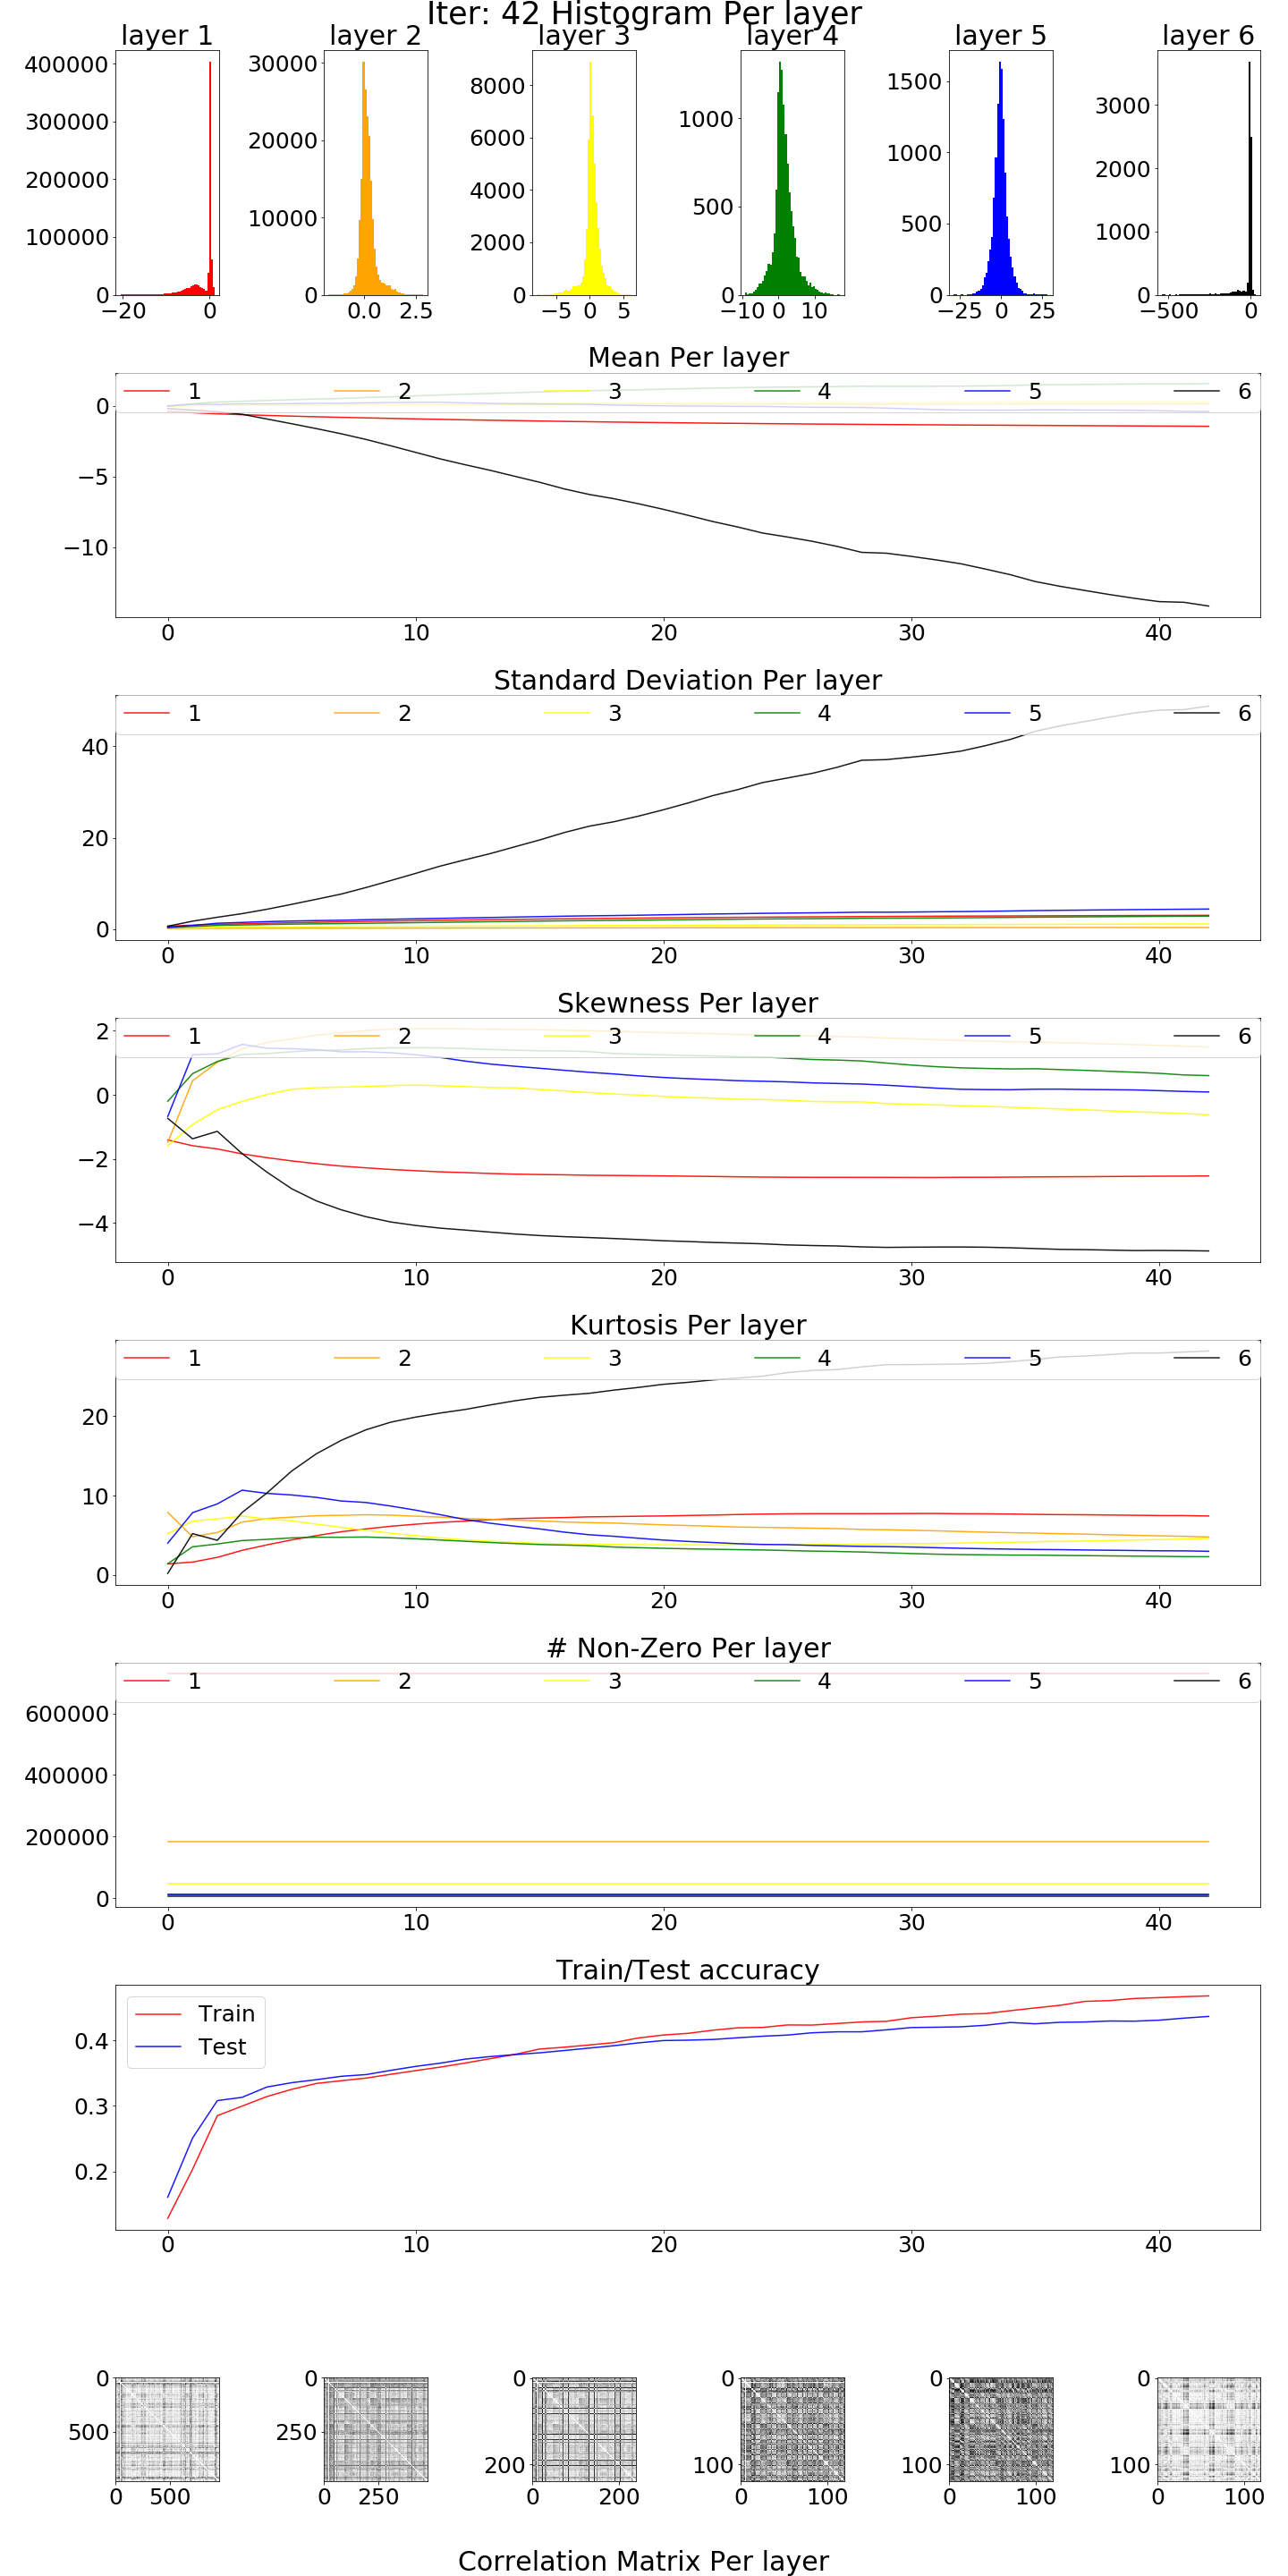 Iter: 42 Histogram Per layer
layer 1 layer 2 layer 3 layer 4 layer 5 layer 6
400000 300000 200000 100000 0
−20 0
30000 20000 10000 0
0.0 2.5
8000 6000 4000 2000 0
−5 0 5
1000 500 0
−10 0 10
1500 1000 500 0
−25 0 25
3000 2000 1000 0
−500 0
Mean Per layer
1 2 3 4 5 6
0
−5
−10
0 10 20 30 40
Standard Deviation Per layer
1 2 3 4 5 6
40
20
0
0 10 20 30 40
Skewness Per layer
2
1 2 3 4 5 6
0
−2
−4
0 10 20 30 40
Kurtosis Per layer
1 2 3 4 5 6
20
10
0
0 10 20 30 40
# Non-Zero Per layer
1 2 3 4 5 6
600000
400000
200000
0
0 10 20 30 40
Train/Test accuracy
Train
Test
0.4
0.3
0.2
0 10 20 30 40
0 500
0 500
0 250
0 250
0 200
0 200
0 100
0 100
0 100
0 100
0 100
0 100
Correlation Matrix Per layer